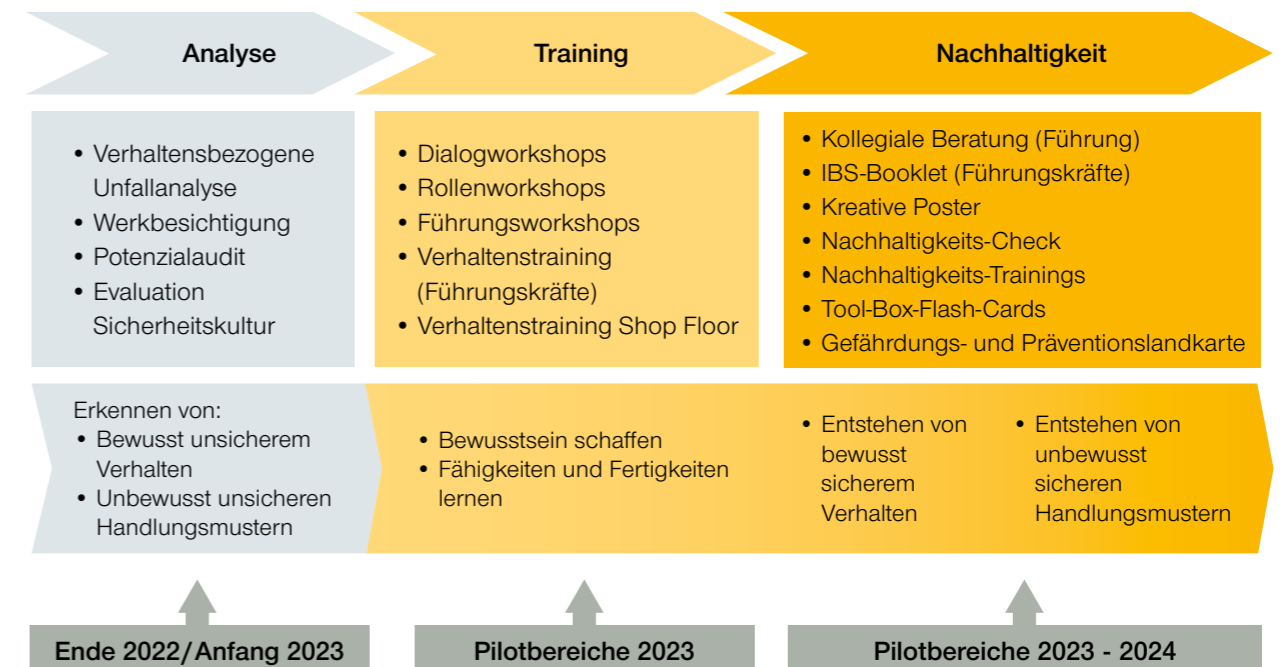 Analyse
Training
Nachhaltigkeit
• Verhaltensbezogene
Unfallanalyse
• Werkbesichtigung
• Potenzialaudit
• Evaluation
Sicherheitskultur
• Dialogworkshops
• Rollenworkshops
• Führungsworkshops
• Verhaltenstraining
(Führungskräfte)
• Verhaltenstraining Shop Floor
• Kollegiale Beratung (Führung)
• IBS-Booklet (Führungskräfte)
• Kreative Poster
• Nachhaltigkeits-Check
• Nachhaltigkeits-Trainings
• Tool-Box-Flash-Cards
• Gefährdungs- und Präventionslandkarte
Erkennen von:
• Bewusst unsicherem
Verhalten
• Unbewusst unsicheren
Handlungsmustern
• Bewusstsein schaffen
• Fähigkeiten und Fertigkeiten
lernen
• Entstehen von
bewusst
sicherem
Verhalten
• Entstehen von
unbewusst
sicheren
Handlungsmustern
Ende 2022/Anfang 2023
Pilotbereiche 2023
Pilotbereiche 2023 - 2024